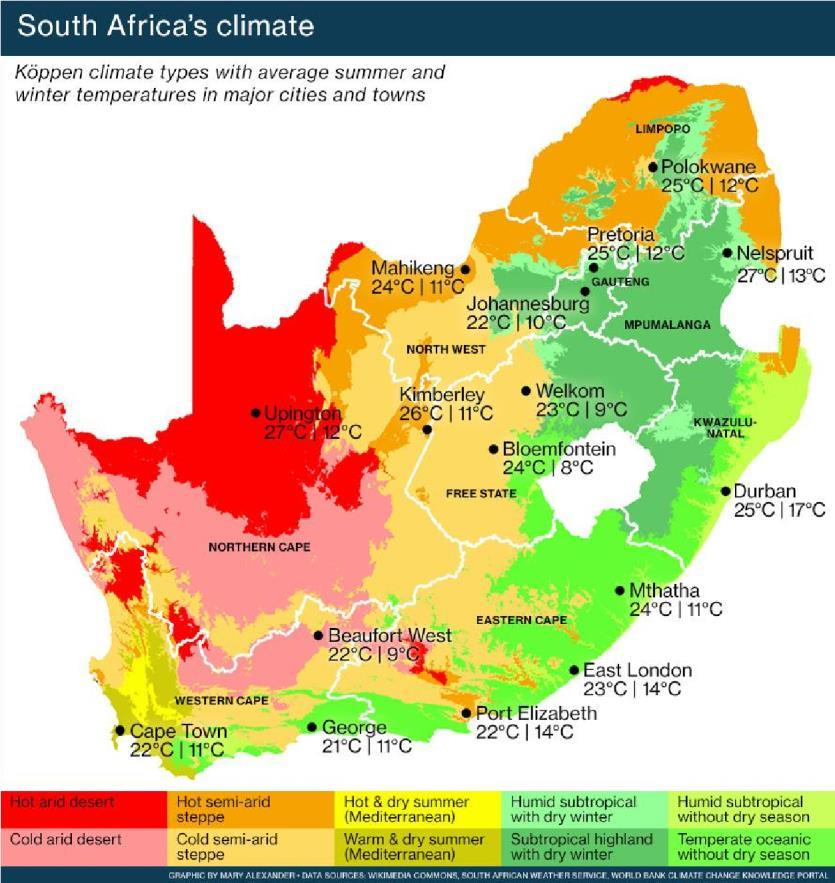 South Africa's climate
Köppen climate types with average summer and
winter temperatures in major cities and towns
LIMPOPO
Polokwane
25°C | 12°C
Pretoria
25°C | 12°C
Nelspruit
27°C | 13°C
Mahikeng
24°C | 11°C
GAUTENG
Johannesburg
22°C | 10°C
MPUMALANGA
NORTH WEST
Kimberley
26°C | 11°C
Welkom
23°C | 9°C
Upington
27°C | 12°C
KWAZULU-
NATAL
Bloemfontein
24°C | 8°C
FREE STATE
Durban
25°C | 17°C
NORTHERN CAPE
Mthatha
24°C | 11°C
EASTERN CAPE
Beaufort West
22°C | 9°C
East London
23°C | 14°C
WESTERN CAPE
Port Elizabeth
22°C | 14°C
Cape Town
22°C | 11°C
George
21°C | 11°C
Hot arid desert
Hot semi-arid
steppe
Hot & dry summer
(Mediterranean)
Humid subtropical
with dry winter
Humid subtropical
without dry season
Cold arid desert
Cold semi-arid
steppe
Warm & dry summer
(Mediterranean)
Subtropical highland
with dry winter
Temperate oceanic
without dry season
GRAPHIC BY MARY ALEXANDER • DATA SOURCES: WIKIMEDIA COMMONS, SOUTH AFRICAN WEATHER SERVICE, WORLD BANK CLIMATE CHANGE KNOWLEDGE PORTAL